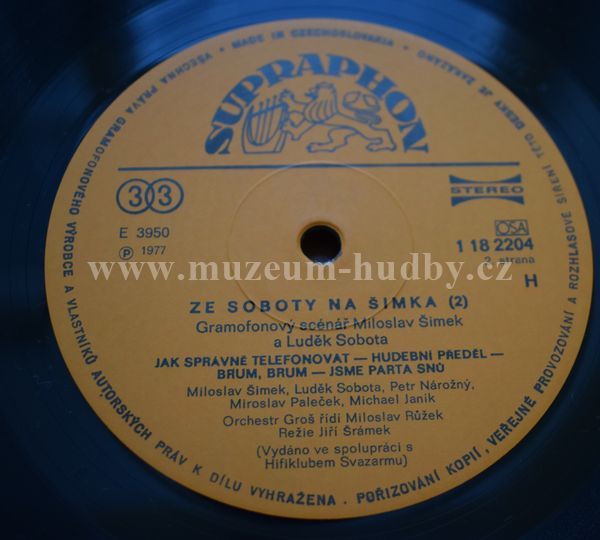 VŠECHNA PRÁVA GRAMOFONOVÉHO VÝROBCE A VLASTNÍKŮ AUTORSKÝCH PRÁV K DÍLU VYHRAŽENA . POŘIZOVÁNÍ KOPIÍ, VEŘEJNÉ PROVOZOVÁNÍ A ROZHLASOVÉ ŠÍŘENÍ TÉTO DESKY JE ZAKÁZÁNO • MADE IN CZECHOSLOVAKIA •
SUPRAPHON
33
STEREO
E 3950
OSA
Ⓟ 1977
1 18 2204
2. strana
H
www.muzeum-hudby.cz
ZE SOBOTY NA ŠIMKA (2)
Gramofonový scénář Miloslav Šimek
a Luděk Sobota
JAK SPRÁVNĚ TELEFONOVAT — HUDEBNÍ PŘEDĚL —
BRUM, BRUM — JSME PARTA SNŮ
Miloslav Šimek, Luděk Sobota, Petr Nárožný,
Miroslav Paleček, Michael Janík
Orchestr Groš řídí Miloslav Růžek
Režie Jiří Šrámek
(Vydáno ve spolupráci s
Hifiklubem Svazarmu)